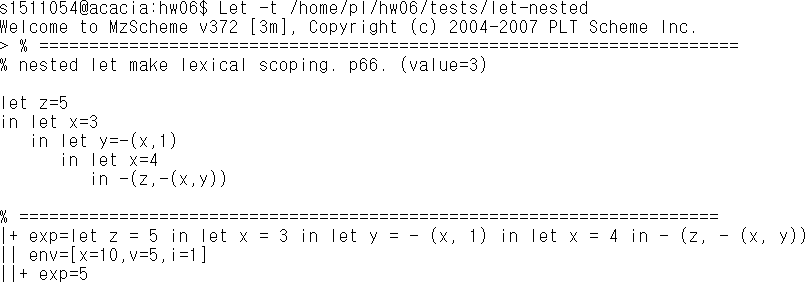 s1511054@acacia:hw06$ Let -t /home/pl/hw06/tests/let-nested
Welcome to MzScheme v372 [3m], Copyright (c) 2004-2007 PLT Scheme Inc.
> % ======================================================================
% nested let make lexical scoping. p66. (value=3)
let z=5
in let x=3
   in let y=-(x,1)
      in let x=4
         in -(z,-(x,y))
% ======================================================================
|+ exp=let z = 5 in let x = 3 in let y = - (x, 1) in let x = 4 in - (z, - (x, y))
|| env=[x=10,v=5,i=1]
||+ exp=5